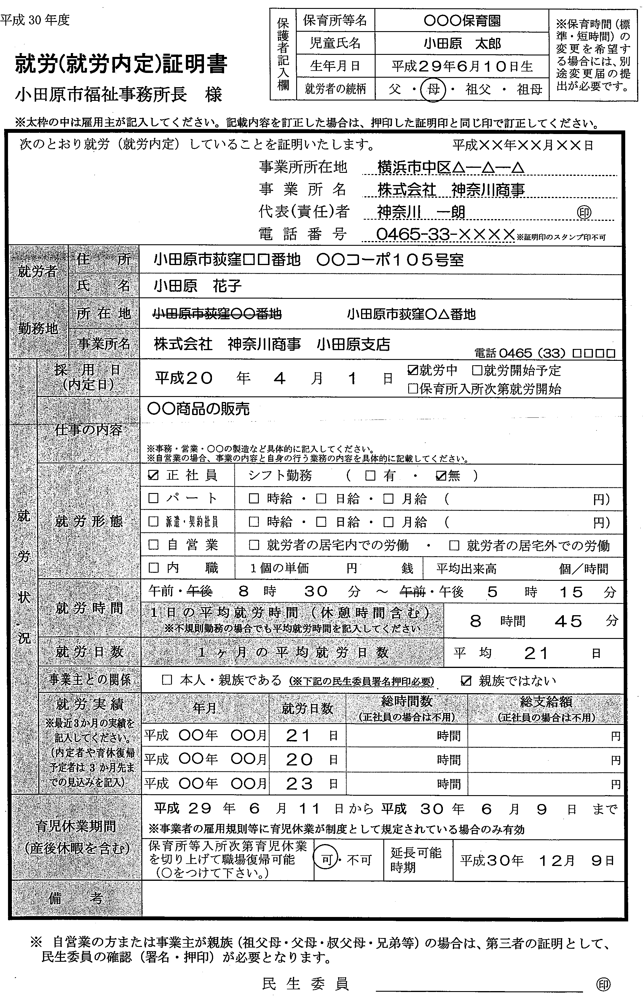 平成 30 年度
就労(就労内定)証明書
小田原市福祉事務所長　様
保護者記入欄
保育所等名　〇〇〇保育園
児童氏名　小田原　太郎
生年月日　平成２９年６月１０日生
就労者の続柄　父 ・ 母 ・ 祖父 ・ 祖母
※保育時間（標
準・短時間）の
変更を希望す
る場合には、別
途変更届の提
出が必要です。
※太枠の中は雇用主が記入してください。記載内容を訂正した場合は、押印した証明印と同じ印で訂正してください。
次のとおり就労（就労内定）していることを証明いたします。　平成××年××月××日
事業所所在地　横浜市中区△―△―△
事業所名　株式会社　神奈川商事
代表(責任)者　神奈川　一朗　㊞
電話番号　0465-33-××××※証明印のスタンプ印不可
就労者
住所　小田原市荻窪□□番地　〇〇コーポ１０５号室
氏名　小田原　花子
勤務地
所在地　小田原市荻窪〇〇番地　小田原市荻窪〇△番地
事業所名　株式会社　神奈川商事　小田原支店　電話 0465（33）□□□□
就労状況
採用日
（内定日）
平成２０　年　４　月　１　日
☑就労中　□就労開始予定
□保育所入所次第就労開始
仕事の内容
〇〇商品の販売
※事務・営業・〇〇の製造など具体的に記入してください。
※自営業の場合、事業の内容と自身の行う業務の内容を具体的に記載してください。
就労形態
☑ 正社員　シフト勤務　（ □ 有 ・ ☑無 ）
□ パート　□ 時給 ・ □ 日給 ・ □ 月給 （　円）
□ 派遣・契約社員　□ 時給 ・ □ 日給 ・ □ 月給 （　円）
□ 自営業　□ 就労者の居宅内での労働 ・ □ 就労者の居宅外での労働
□ 内職　１個の単価　円　銭　平均出来高　個／時間
就労時間
午前・午後　８　時　３０　分 ～ 午前・午後　５　時　１５　分
１日の平均就労時間（休憩時間含む）
※不規則勤務の場合でも平均就労時間を記入してください
８　時間　４５　分
就労日数　１ヶ月の平均就労日数　平均　２１　日
事業主との関係　□ 本人・親族である（※下記の民生委員署名押印必要）　☑ 親族ではない
就労実績
※最近３か月の実績を
記入してください。
（内定者や育休復帰
予定者は 3 か月先ま
での見込みを記入）
年月　就労日数　総時間数　総支給額
（正社員の場合は不用）　（正社員の場合は不用）
平成　〇〇年　〇〇月　２１　日　時間　円
平成　〇〇年　〇〇月　２０　日　時間　円
平成　〇〇年　〇〇月　２３　日　時間　円
育児休業期間
（産後休暇を含む）
平成 ２９ 年　６　月　１１　日 から 平成　３０ 年　６　月　９　日　まで
※事業者の雇用規則等に育児休業が制度として規定されている場合のみ有効
保育所等入所次第育児休業
を切り上げて職場復帰可能
（〇をつけて下さい。）
可・不可
延長可能
時期
平成３０年　１２月　９日
備考
※　自営業の方または事業主が親族（祖父母・父母・叔父母・兄弟等）の場合は、第三者の証明として、
民生委員の確認（署名・押印）が必要となります。
民生委員　㊞